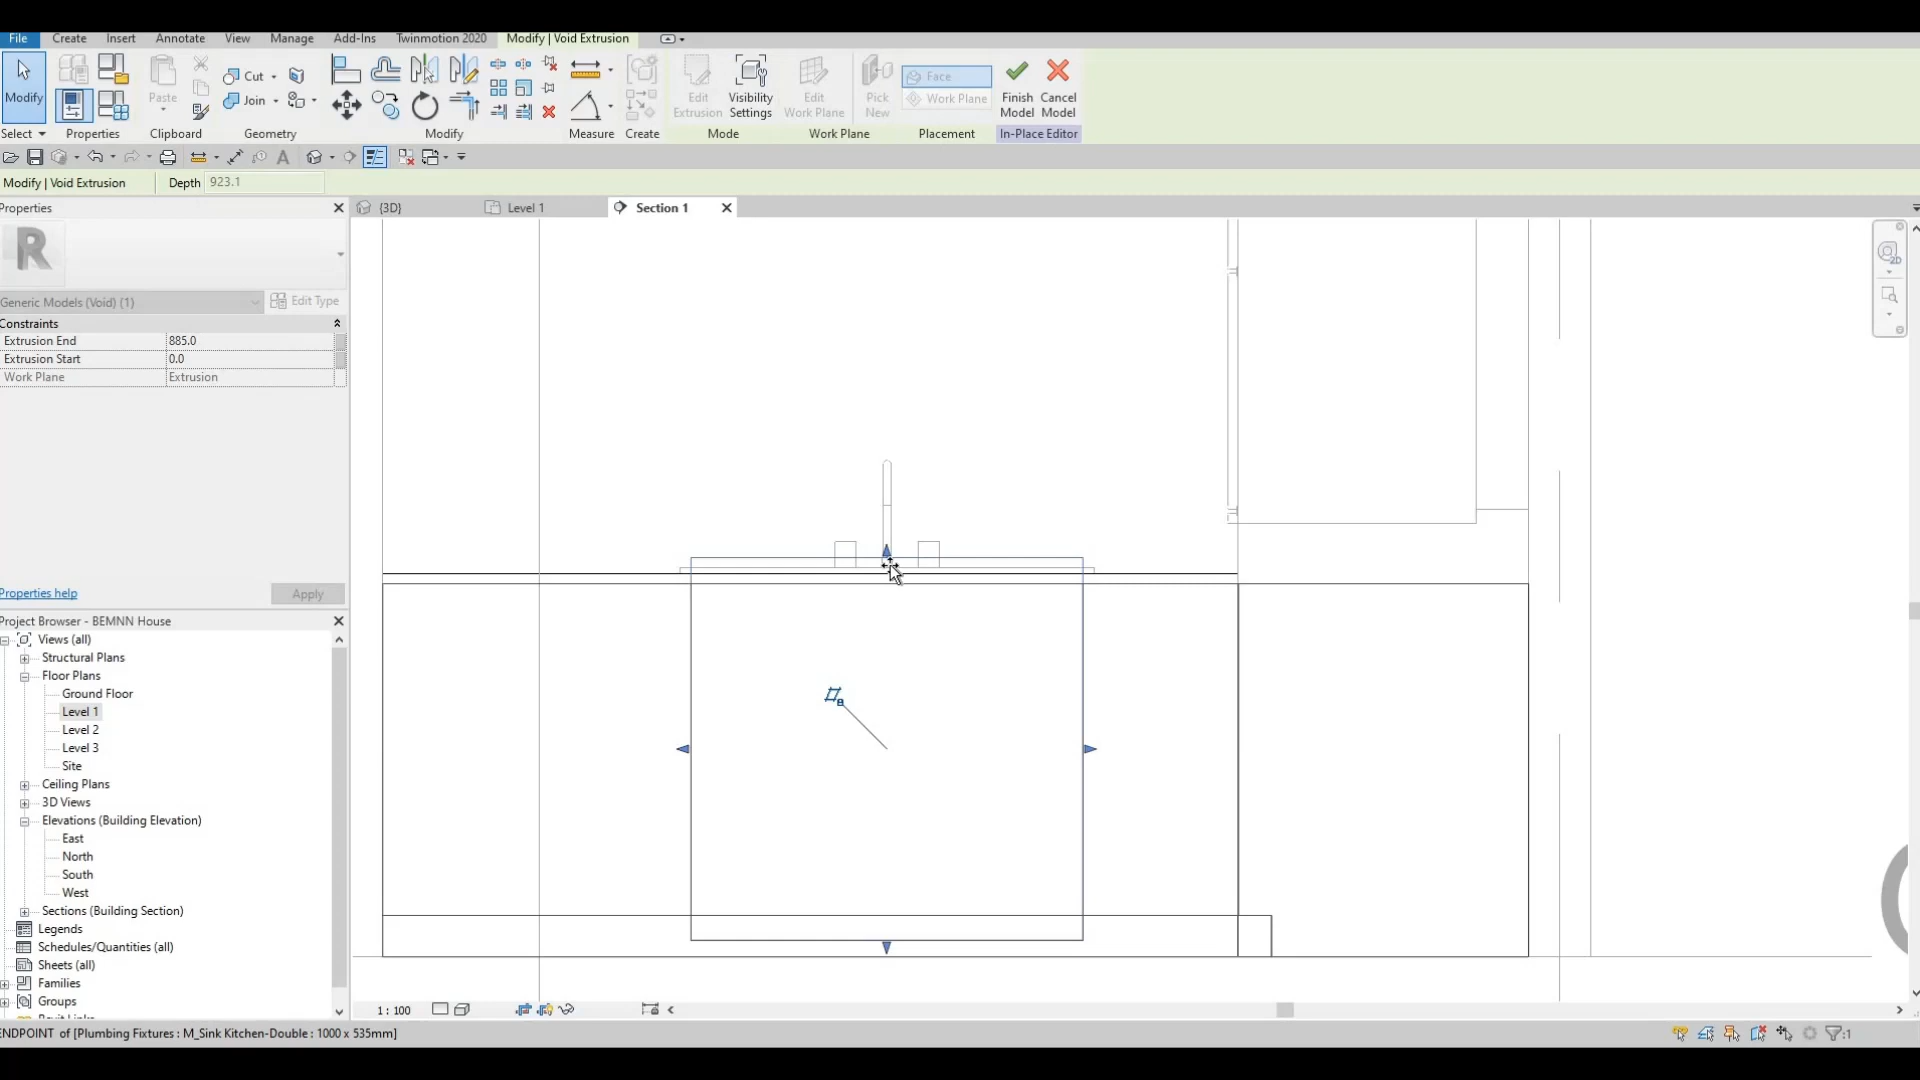 File Create Insert Annotate View Manage Add-Ins Twinmotion 2020 Modify | Void Extrusion
Modify
Paste
Cut
Join
Edit Extrusion
Visibility Settings
Edit Work Plane
Pick New
Face
Work Plane
Finish Model
Cancel Model
Select Properties Clipboard Geometry Modify Measure Create Mode Work Plane Placement In-Place Editor
Modify | Void Extrusion Depth 923.1
Properties
{3D} Level 1 Section 1
R
Generic Models (Void) (1) Edit Type
Constraints
Extrusion End 885.0
Extrusion Start 0.0
Work Plane Extrusion
Properties help Apply
Project Browser - BEMNN House
Views (all)
Structural Plans
Floor Plans
Ground Floor
Level 1
Level 2
Level 3
Site
Ceiling Plans
3D Views
Elevations (Building Elevation)
East
North
South
West
Sections (Building Section)
Legends
Schedules/Quantities (all)
Sheets (all)
Families
Groups
Revit Links
2D
1 : 100
ENDPOINT of [Plumbing Fixtures : M_Sink Kitchen-Double : 1000 x 535mm]
:1